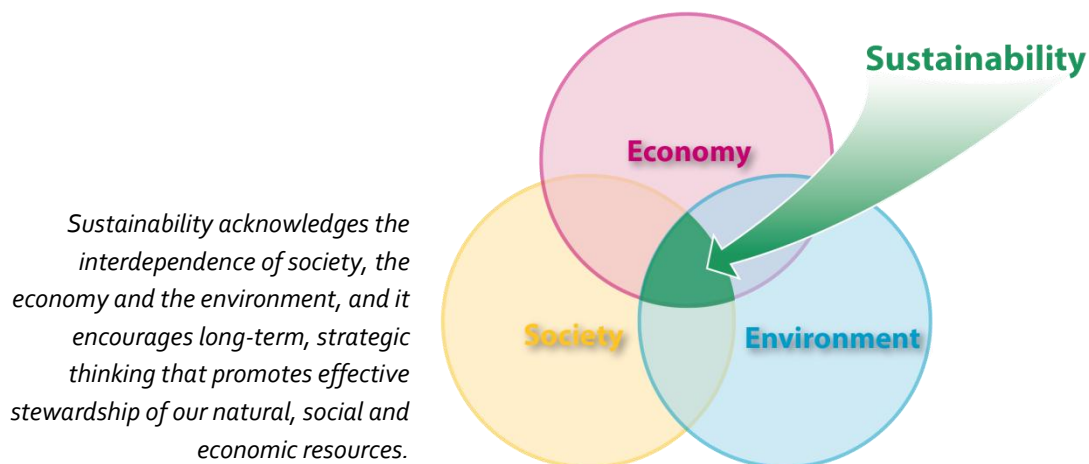 Sustainability
Economy
Society
Environment
Sustainability acknowledges the
interdependence of society, the
economy and the environment, and it
encourages long-term, strategic
thinking that promotes effective
stewardship of our natural, social and
economic resources.